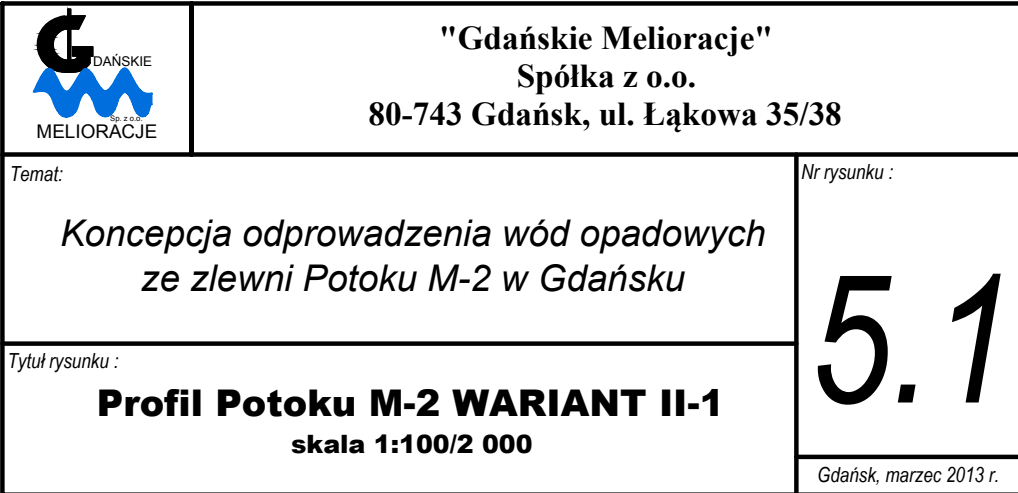 GDAŃSKIE
Sp. z o.o.
MELIORACJE
"Gdańskie Melioracje"
Spółka z o.o.
80-743 Gdańsk, ul. Łąkowa 35/38
Temat:
Koncepcja odprowadzenia wód opadowych
ze zlewni Potoku M-2 w Gdańsku
Nr rysunku :
5.1
Tytuł rysunku :
Profil Potoku M-2 WARIANT II-1
skala 1:100/2 000
Gdańsk, marzec 2013 r.